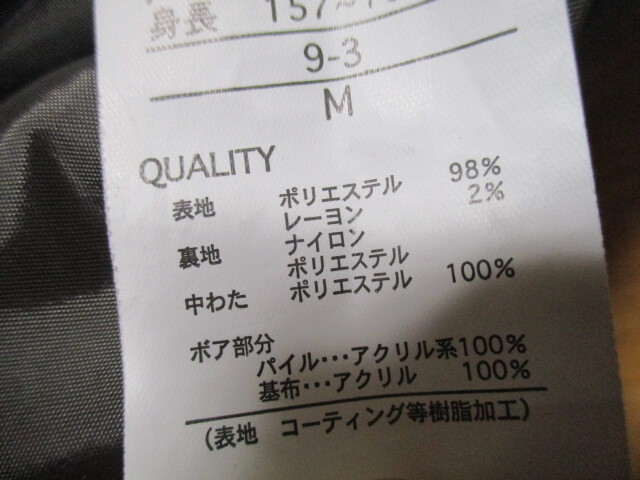 身長 157~
9-3
M
QUALITY
表地 ポリエステル 98%
レーヨン 2%
裏地 ナイロン
ポリエステル
中わた ポリエステル 100%
ボア部分
パイル･･･アクリル系100%
基布･･･アクリル 100%
(表地 コーティング等樹脂加工)